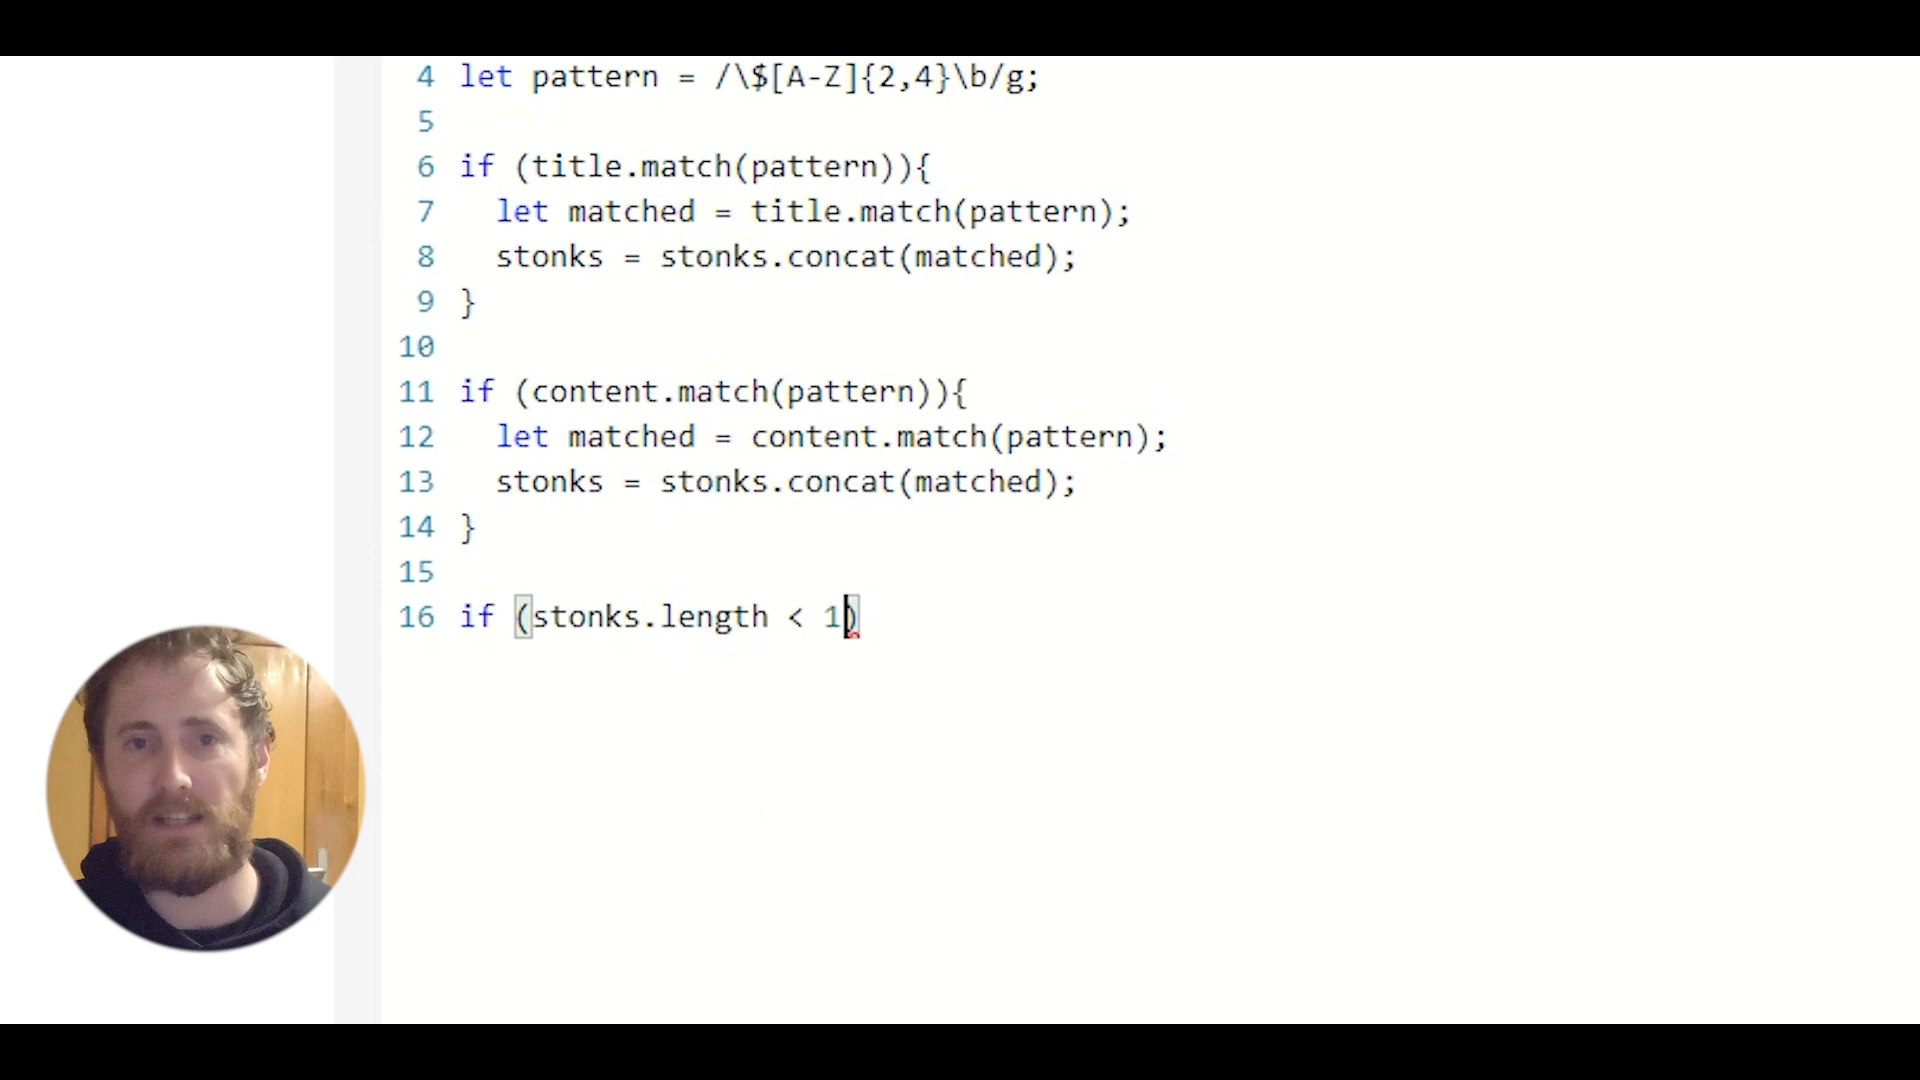 4 let pattern = /\$[A-Z]{2,4}\b/g;
5
6 if (title.match(pattern)){
7 let matched = title.match(pattern);
8 stonks = stonks.concat(matched);
9 }
10
11 if (content.match(pattern)){
12 let matched = content.match(pattern);
13 stonks = stonks.concat(matched);
14 }
15
16 if (stonks.length < 1)